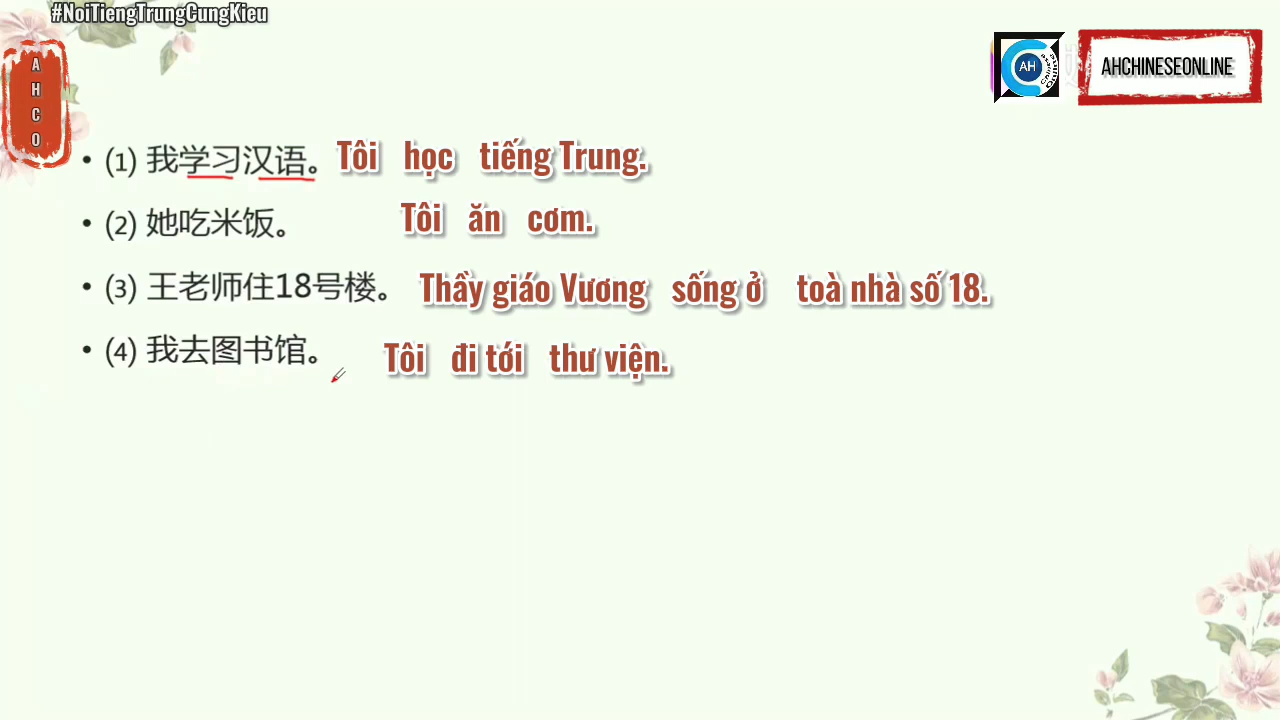 #NoiTiengTrungCungKieu
A
H
C
O
AH
AHCHINESEONLINE
• (1) 我学习汉语。 Tôi học tiếng Trung.
• (2) 她吃米饭。 Tôi ăn cơm.
• (3) 王老师住18号楼。 Thầy giáo Vương sống ở toà nhà số 18.
• (4) 我去图书馆。 Tôi đi tới thư viện.